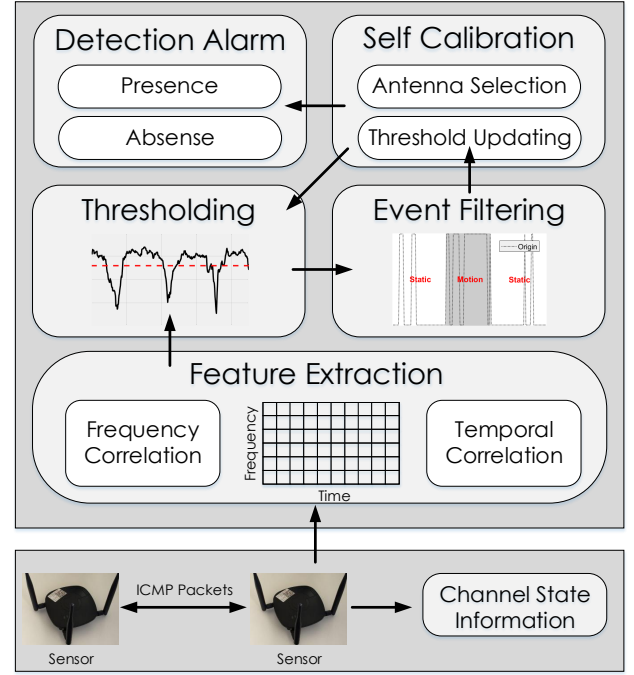 Detection Alarm
Presence
Absense
Self Calibration
Antenna Selection
Threshold Updating
Thresholding
Event Filtering
Origin
Static
Motion
Static
Feature Extraction
Frequency
Correlation
Frequency
Time
Temporal
Correlation
ICMP Packets
Sensor
Sensor
Channel State
Information